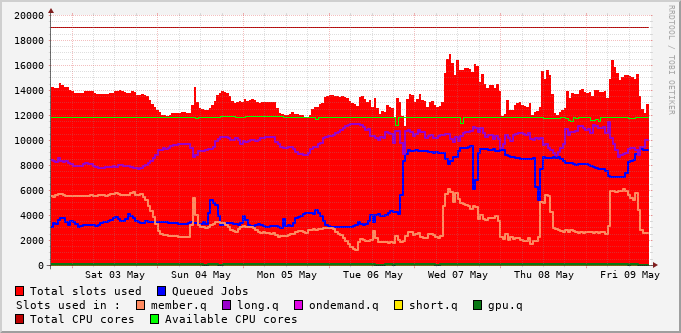 RRDTOOL / TOBI OETIKER
20000
18000
16000
14000
12000
10000
8000
6000
4000
2000
0
Sat 03 May Sun 04 May Mon 05 May Tue 06 May Wed 07 May Thu 08 May Fri 09 May
Total slots used Queued Jobs
Slots used in : member.q long.q ondemand.q short.q gpu.q
Total CPU cores Available CPU cores